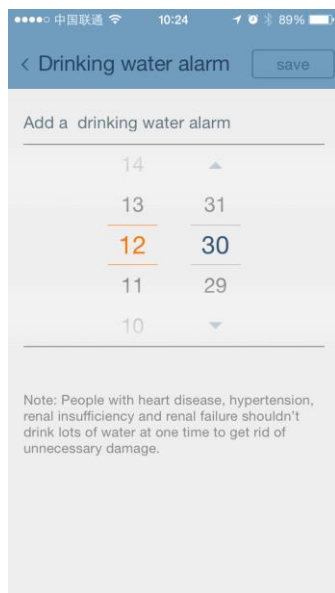 中国联通 10:24 89%
< Drinking water alarm save
Add a drinking water alarm
14
13 31
12 30
11 29
10
Note: People with heart disease, hypertension,
renal insufficiency and renal failure shouldn't
drink lots of water at one time to get rid of
unnecessary damage.